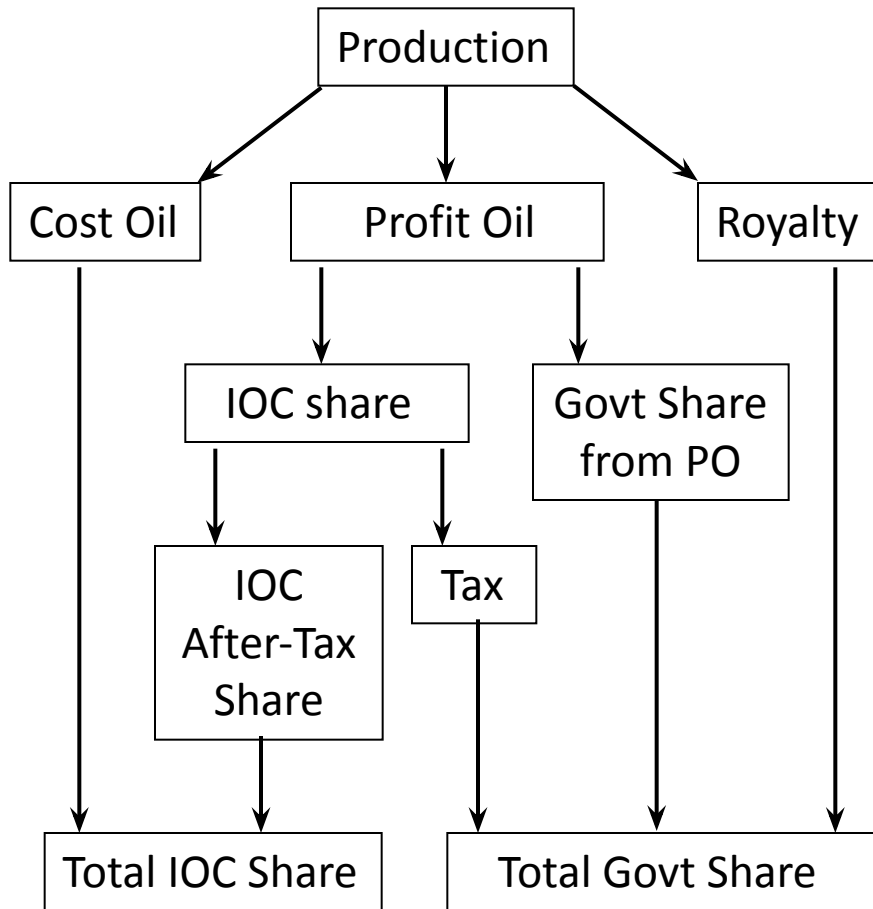 Production
Cost Oil
Profit Oil
Royalty
IOC share
Govt Share
from PO
IOC
After-Tax
Share
Tax
Total IOC Share
Total Govt Share